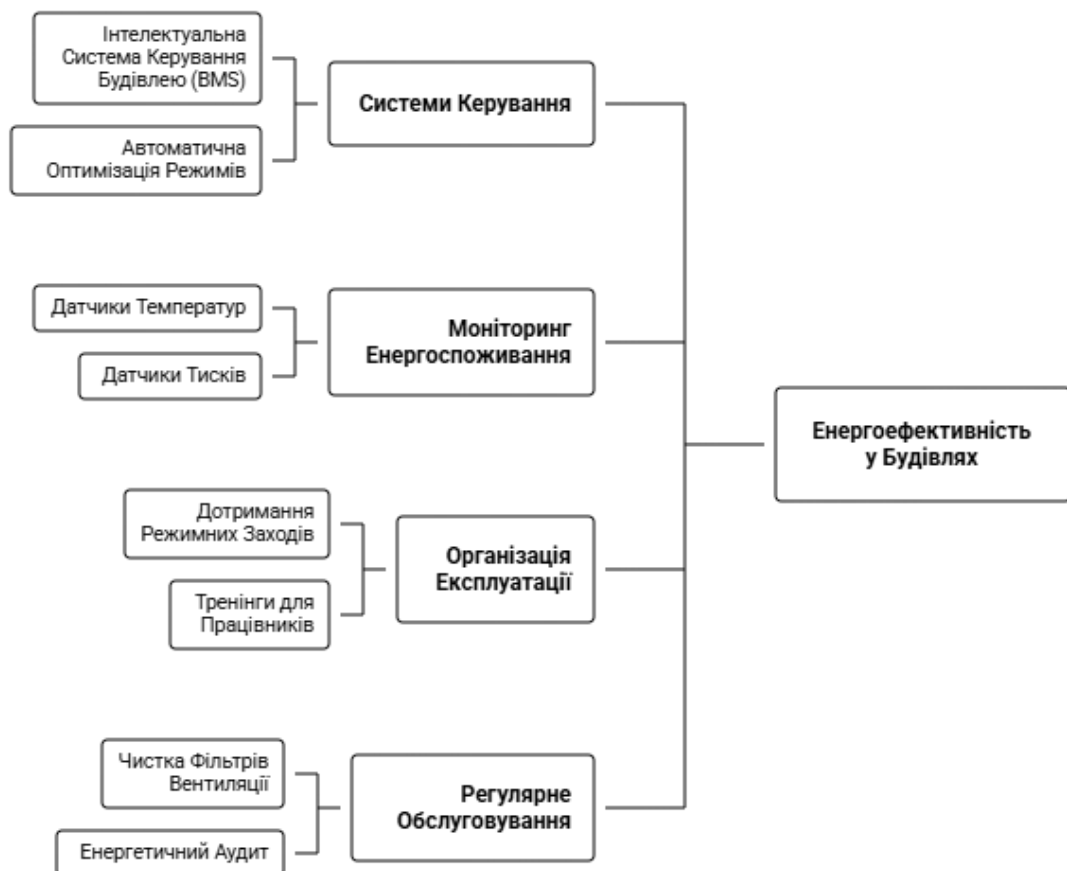 Інтелектуальна
Система Керування
Будівлею (BMS)
Автоматична
Оптимізація Режимів
Системи Керування
Датчики Температур
Датчики Тисків
Моніторинг
Енергоспоживання
Дотримання
Режимних Заходів
Тренінги для
Працівників
Організація
Експлуатації
Чистка Фільтрів
Вентиляції
Енергетичний Аудит
Регулярне
Обслуговування
Енергоефективність
у Будівлях